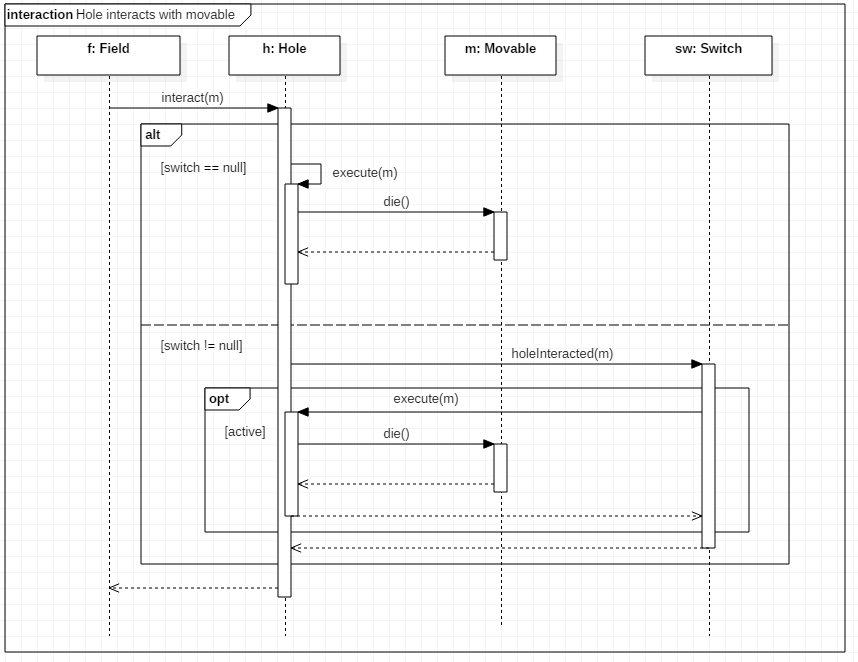 interaction Hole interacts with movable
f: Field
h: Hole
m: Movable
sw: Switch
interact(m)
alt
[switch == null]
execute(m)
die()
[switch != null]
holeInteracted(m)
opt
execute(m)
[active]
die()